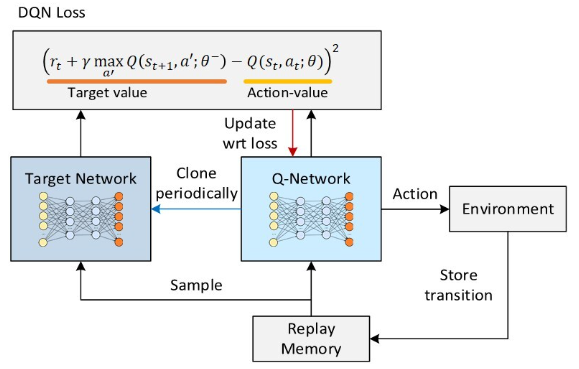 DQN Loss
(r_t + γ max_{a′} Q(s_{t+1}, a′; θ⁻) − Q(s_t, a_t; θ))²
Target value
Action-value
Update
wrt loss
Target Network
Clone
periodically
Q-Network
Action
Environment
Sample
Store
transition
Replay
Memory